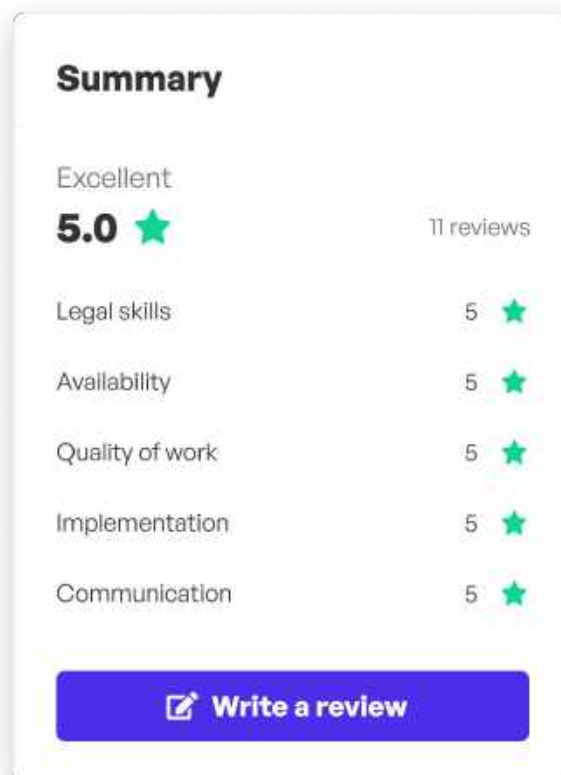 Summary
Excellent
5.0
11 reviews
Legal skills 5
Availability 5
Quality of work 5
Implementation 5
Communication 5
Write a review